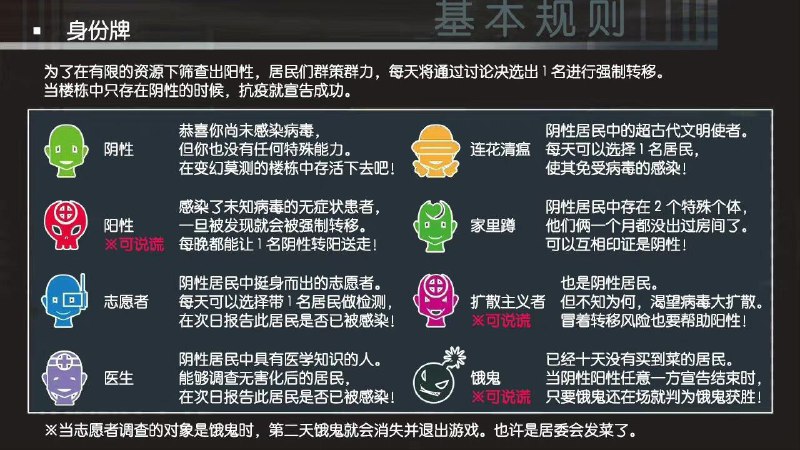 基本规则
▪ 身份牌
为了在有限的资源下筛查出阳性，居民们群策群力，每天将通过讨论决选出1名进行强制转移。
当楼栋中只存在阴性的时候，抗疫就宣告成功。
阴性
恭喜你尚未感染病毒，
但你也没有任何特殊能力。
在变幻莫测的楼栋中存活下去吧!
连花清瘟
阴性居民中的超古代文明使者。
每天可以选择1名居民，
使其免受病毒的感染!
阳性
※可说谎
感染了未知病毒的无症状患者，
一旦被发现就会被强制转移。
每晚都能让1名阴性转阳送走!
家里蹲
阴性居民中存在2个特殊个体，
他们俩一个月都没出过房间了。
可以互相印证是阴性!
志愿者
阴性居民中挺身而出的志愿者。
每天可以选择带1名居民做检测，
在次日报告此居民是否已被感染!
扩散主义者
※可说谎
也是阴性居民。
但不知为何，渴望病毒大扩散。
冒着转移风险也要帮助阳性!
医生
阴性居民中具有医学知识的人。
能够调查无害化后的居民，
在次日报告此居民是否已被感染!
饿鬼
※可说谎
已经十天没有买到菜的居民。
当阴性阳性任意一方宣告结束时，
只要饿鬼还在场就判为饿鬼获胜!
※当志愿者调查的对象是饿鬼时，第二天饿鬼就会消失并退出游戏。也许是居委会发菜了。